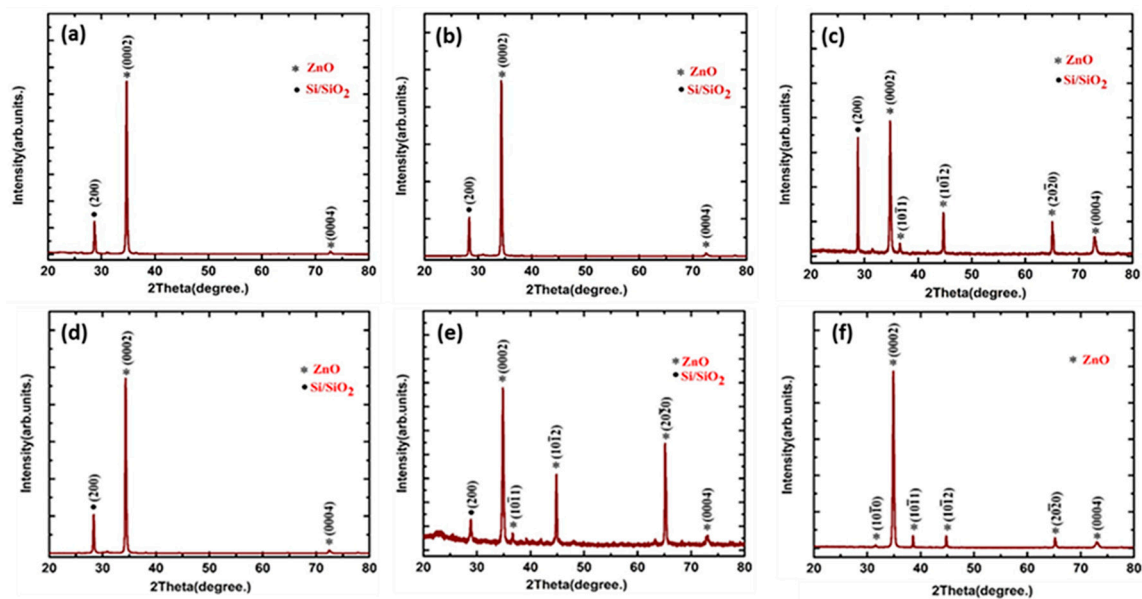 (a)
Intensity(arb.units.)
● (200)
* (0002)
* ZnO
● Si/SiO2
* (0004)
20 30 40 50 60 70 80
2Theta(degree.)
(b)
Intensity(arb.units.)
● (200)
* (0002)
* ZnO
● Si/SiO2
* (0004)
20 30 40 50 60 70 80
2Theta(degree.)
(c)
Intensity(arb.units.)
● (200)
* (0002)
* (101̄1)
* (101̄2)
* ZnO
● Si/SiO2
* (202̄0)
* (0004)
20 30 40 50 60 70 80
2Theta(degree.)
(d)
Intensity(arb.units.)
● (200)
* (0002)
* ZnO
● Si/SiO2
* (0004)
20 30 40 50 60 70 80
2Theta(degree.)
(e)
Intensity(arb.units.)
● (200)
* (0002)
* (101̄1)
* (101̄2)
* ZnO
● Si/SiO2
* (202̄0)
* (0004)
20 30 40 50 60 70 80
2Theta(degree.)
(f)
Intensity(arb.units.)
* (101̄0)
* (0002)
* (101̄1)
* (101̄2)
* ZnO
* (202̄0)
* (0004)
20 30 40 50 60 70 80
2Theta(degree.)